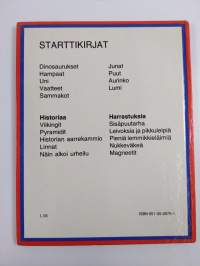 STARTTIKIRJAT
Dinosaurukset
Hampaat
Uni
Vaatteet
Sammakot
Junat
Puut
Aurinko
Lumi
Historiaa
Viikingit
Pyramidit
Historian aarrekammio
Linnat
Näin alkoi urheilu
Harrastuksia
Sisäpuutarha
Leivoksia ja pikkuleipiä
Pieniä lemmikkieläimiä
Nukkeväkeä
Magneetit